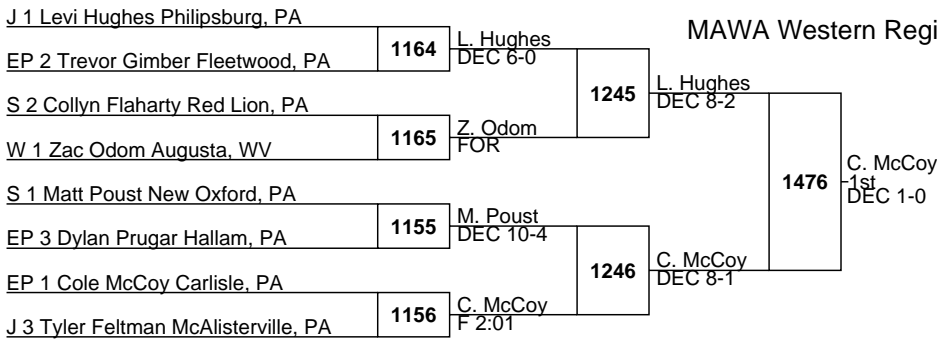 J 1 Levi Hughes Philipsburg, PA
MAWA Western Regi
1164
L. Hughes
DEC 6-0
EP 2 Trevor Gimber Fleetwood, PA
1245
L. Hughes
DEC 8-2
S 2 Collyn Flaharty Red Lion, PA
1165
Z. Odom
FOR
W 1 Zac Odom Augusta, WV
1476
C. McCoy
1st
DEC 1-0
S 1 Matt Poust New Oxford, PA
1155
M. Poust
DEC 10-4
EP 3 Dylan Prugar Hallam, PA
1246
C. McCoy
DEC 8-1
EP 1 Cole McCoy Carlisle, PA
1156
C. McCoy
F 2:01
J 3 Tyler Feltman McAlisterville, PA